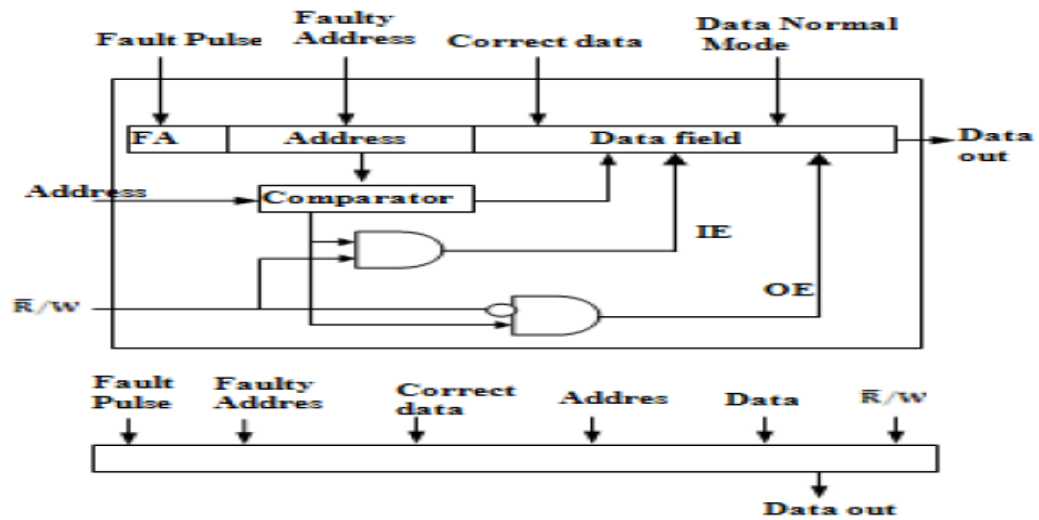 Fault Pulse
Faulty
Address
Correct data
Data Normal
Mode
FA
Address
Data field
Data
out
Address
Comparator
IE
OE
R̅/W
Fault
Pulse
Faulty
Addres
Correct
data
Addres
Data
R̅/W
Data out